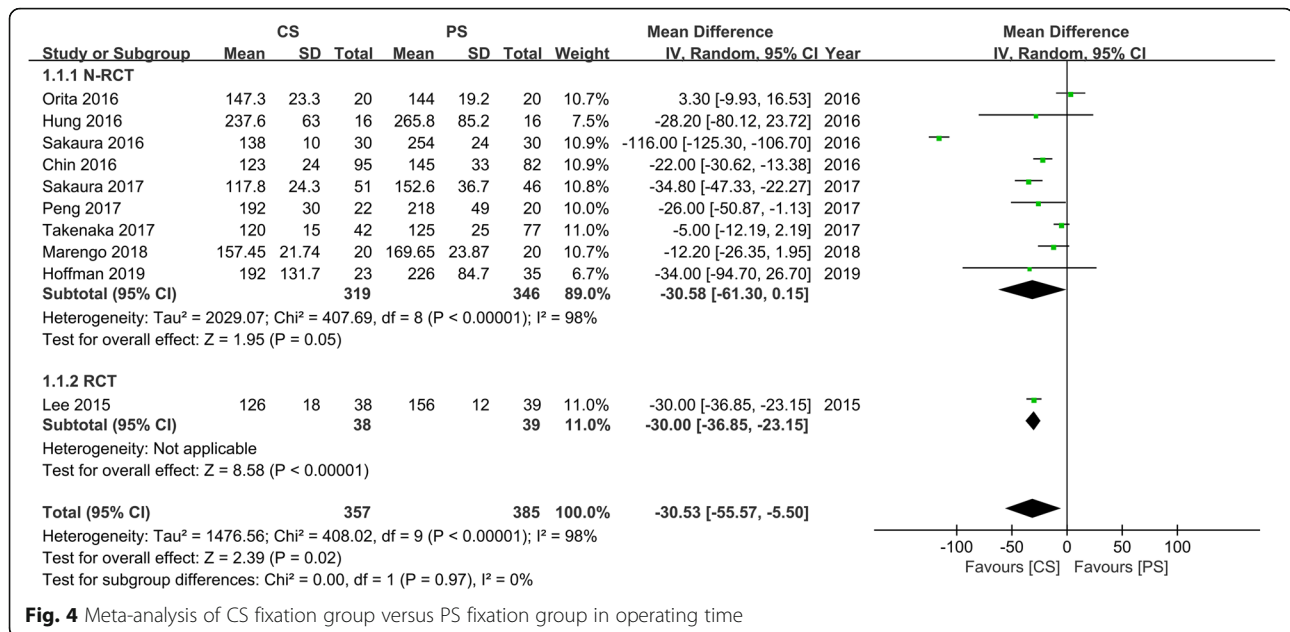 CS PS Mean Difference Mean Difference
Study or Subgroup Mean SD Total Mean SD Total Weight IV, Random, 95% CI Year IV, Random, 95% CI
1.1.1 N-RCT
Orita 2016 147.3 23.3 20 144 19.2 20 10.7% 3.30 [-9.93, 16.53] 2016
Hung 2016 237.6 63 16 265.8 85.2 16 7.5% -28.20 [-80.12, 23.72] 2016
Sakaura 2016 138 10 30 254 24 30 10.9% -116.00 [-125.30, -106.70] 2016
Chin 2016 123 24 95 145 33 82 10.9% -22.00 [-30.62, -13.38] 2016
Sakaura 2017 117.8 24.3 51 152.6 36.7 46 10.8% -34.80 [-47.33, -22.27] 2017
Peng 2017 192 30 22 218 49 20 10.0% -26.00 [-50.87, -1.13] 2017
Takenaka 2017 120 15 42 125 25 77 11.0% -5.00 [-12.19, 2.19] 2017
Marengo 2018 157.45 21.74 20 169.65 23.87 20 10.7% -12.20 [-26.35, 1.95] 2018
Hoffman 2019 192 131.7 23 226 84.7 35 6.7% -34.00 [-94.70, 26.70] 2019
Subtotal (95% CI) 319 346 89.0% -30.58 [-61.30, 0.15]
Heterogeneity: Tau² = 2029.07; Chi² = 407.69, df = 8 (P < 0.00001); I² = 98%
Test for overall effect: Z = 1.95 (P = 0.05)
1.1.2 RCT
Lee 2015 126 18 38 156 12 39 11.0% -30.00 [-36.85, -23.15] 2015
Subtotal (95% CI) 38 39 11.0% -30.00 [-36.85, -23.15]
Heterogeneity: Not applicable
Test for overall effect: Z = 8.58 (P < 0.00001)
Total (95% CI) 357 385 100.0% -30.53 [-55.57, -5.50]
Heterogeneity: Tau² = 1476.56; Chi² = 408.02, df = 9 (P < 0.00001); I² = 98%
Test for overall effect: Z = 2.39 (P = 0.02)
Test for subgroup differences: Chi² = 0.00, df = 1 (P = 0.97), I² = 0%
-100 -50 0 50 100
Favours [CS] Favours [PS]
Fig. 4 Meta-analysis of CS fixation group versus PS fixation group in operating time